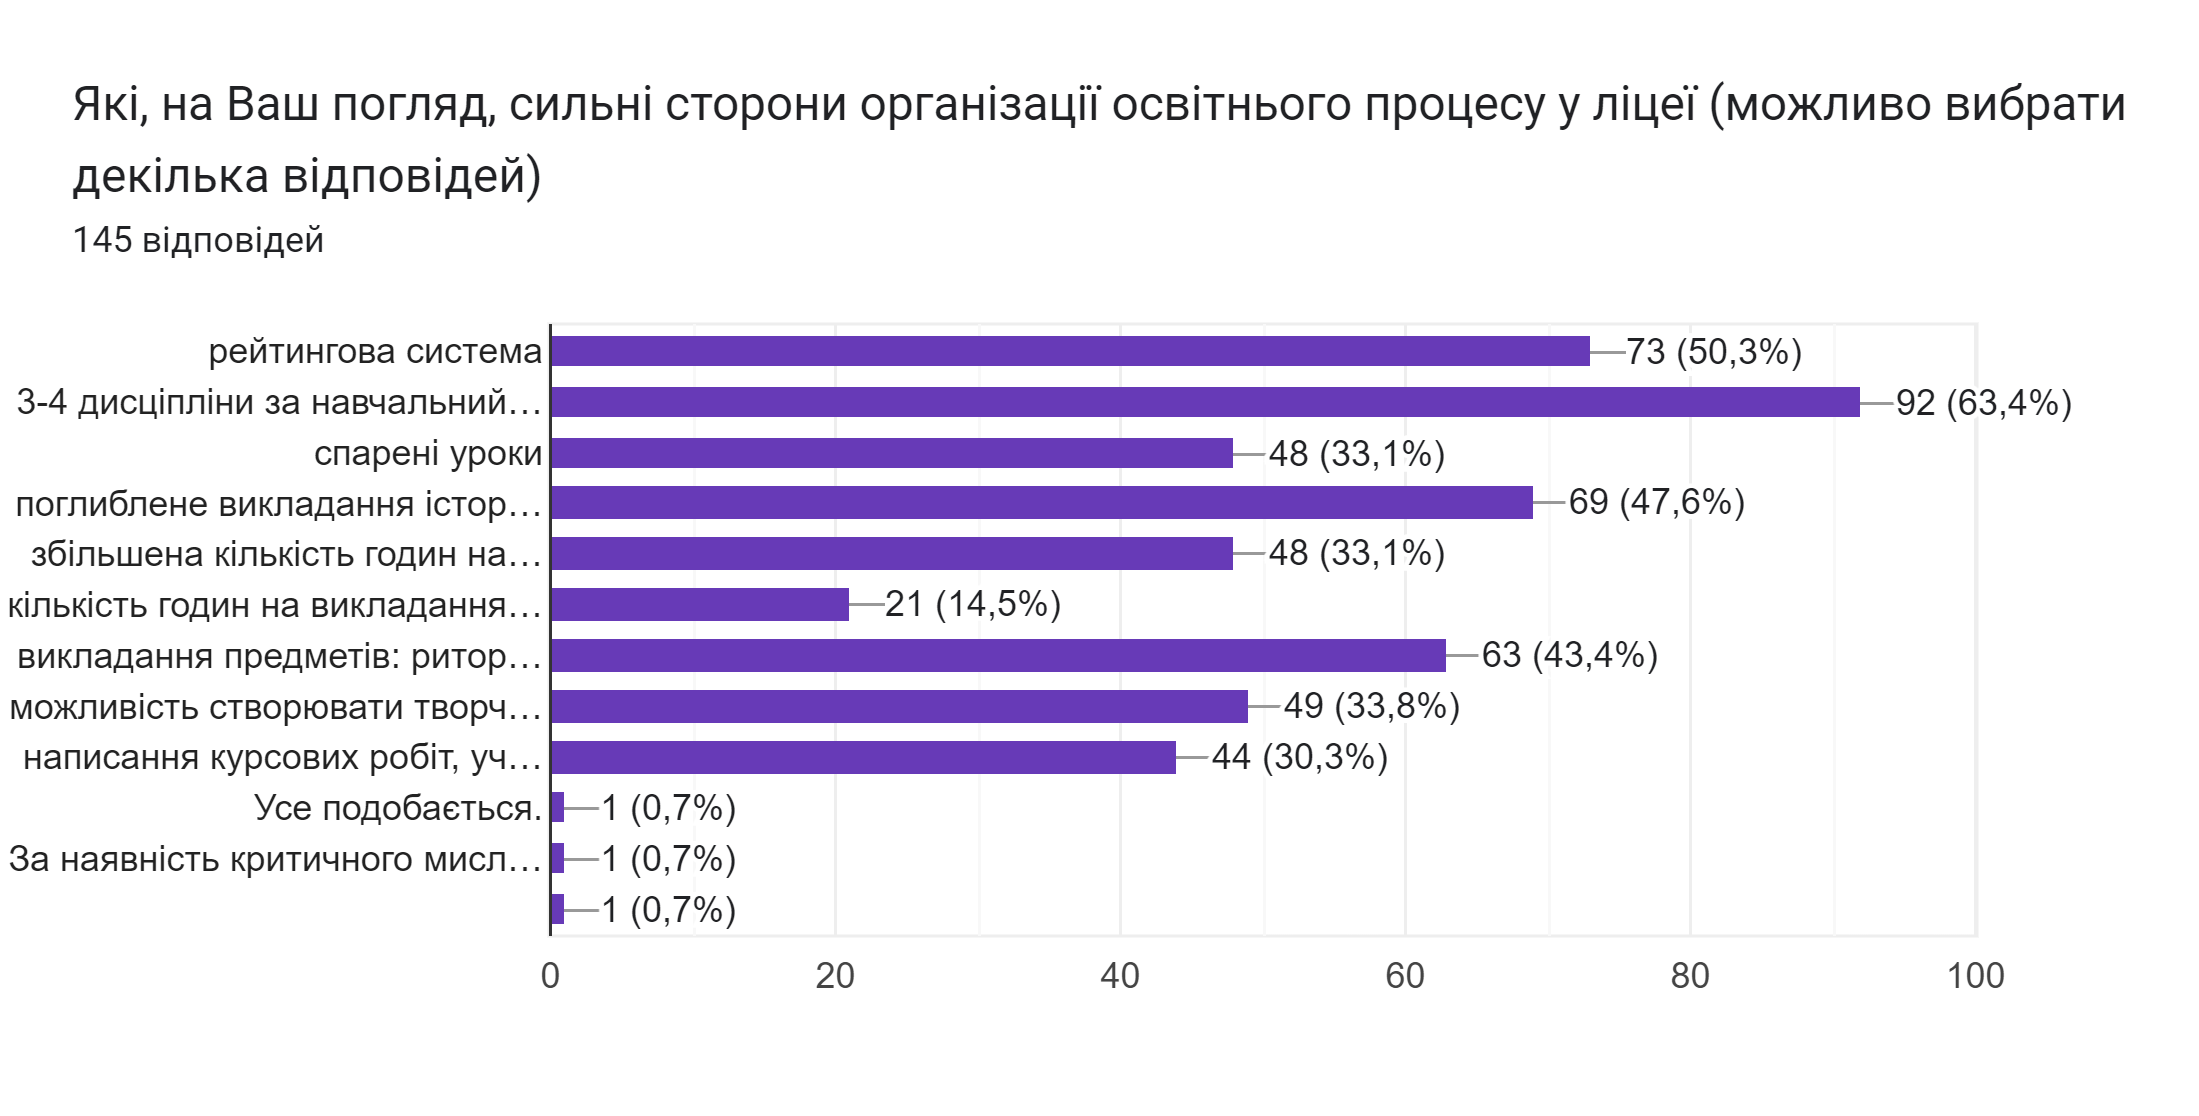 Які, на Ваш погляд, сильні сторони організації освітнього процесу у ліцеї (можливо вибрати
декілька відповідей)
145 відповідей
рейтингова система 73 (50,3%)
3-4 дисципліни за навчальний… 92 (63,4%)
спарені уроки 48 (33,1%)
поглиблене викладання істор… 69 (47,6%)
збільшена кількість годин на… 48 (33,1%)
кількість годин на викладання… 21 (14,5%)
викладання предметів: ритор… 63 (43,4%)
можливість створювати творч… 49 (33,8%)
написання курсових робіт, уч… 44 (30,3%)
Усе подобається. 1 (0,7%)
За наявність критичного мисл… 1 (0,7%)
1 (0,7%)
0 20 40 60 80 100